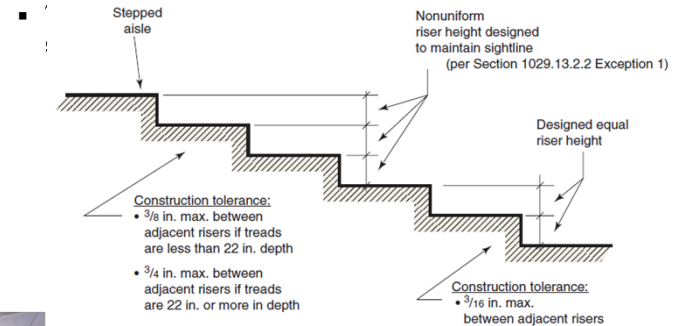 Stepped
aisle
Nonuniform
riser height designed
to maintain sightline
(per Section 1029.13.2.2 Exception 1)
Designed equal
riser height
Construction tolerance:
• 3/8 in. max. between
adjacent risers if treads
are less than 22 in. depth
• 3/4 in. max. between
adjacent risers if treads
are 22 in. or more in depth
Construction tolerance:
• 3/16 in. max.
between adjacent risers